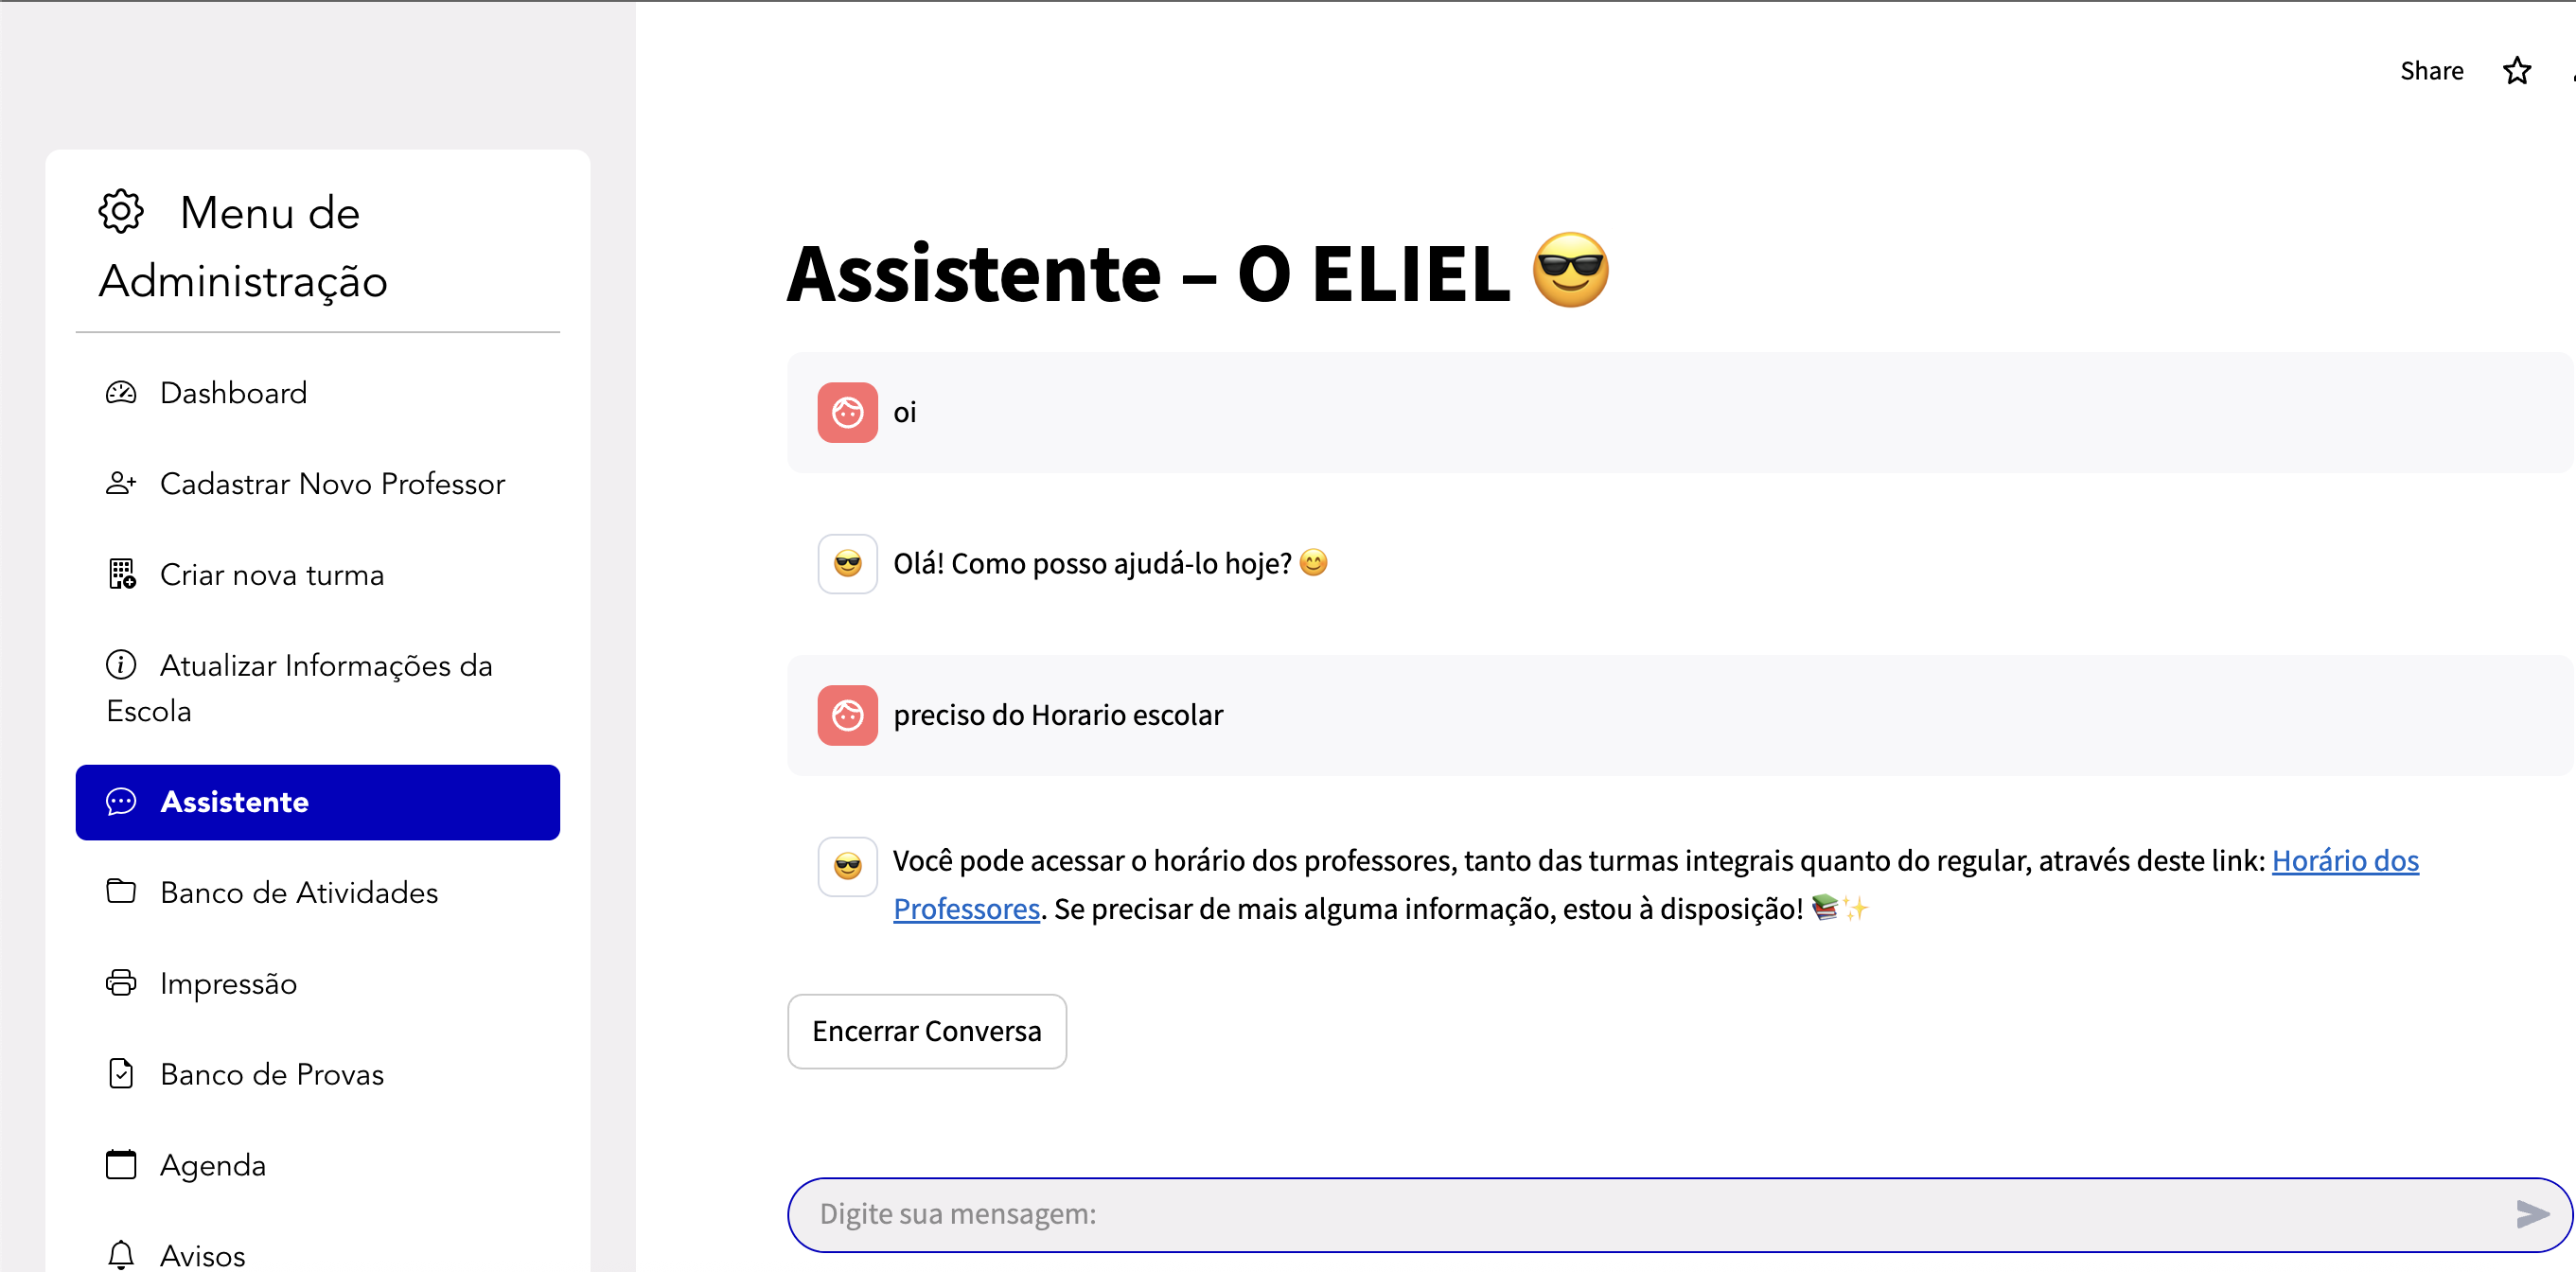 Share
Menu de
Administração
Dashboard
Cadastrar Novo Professor
Criar nova turma
Atualizar Informações da
Escola
Assistente
Banco de Atividades
Impressão
Banco de Provas
Agenda
Avisos
Assistente – O ELIEL 😎
oi
Olá! Como posso ajudá-lo hoje? 😊
preciso do Horario escolar
Você pode acessar o horário dos professores, tanto das turmas integrais quanto do regular, através deste link: Horário dos
Professores. Se precisar de mais alguma informação, estou à disposição! 📚✨
Encerrar Conversa
Digite sua mensagem: